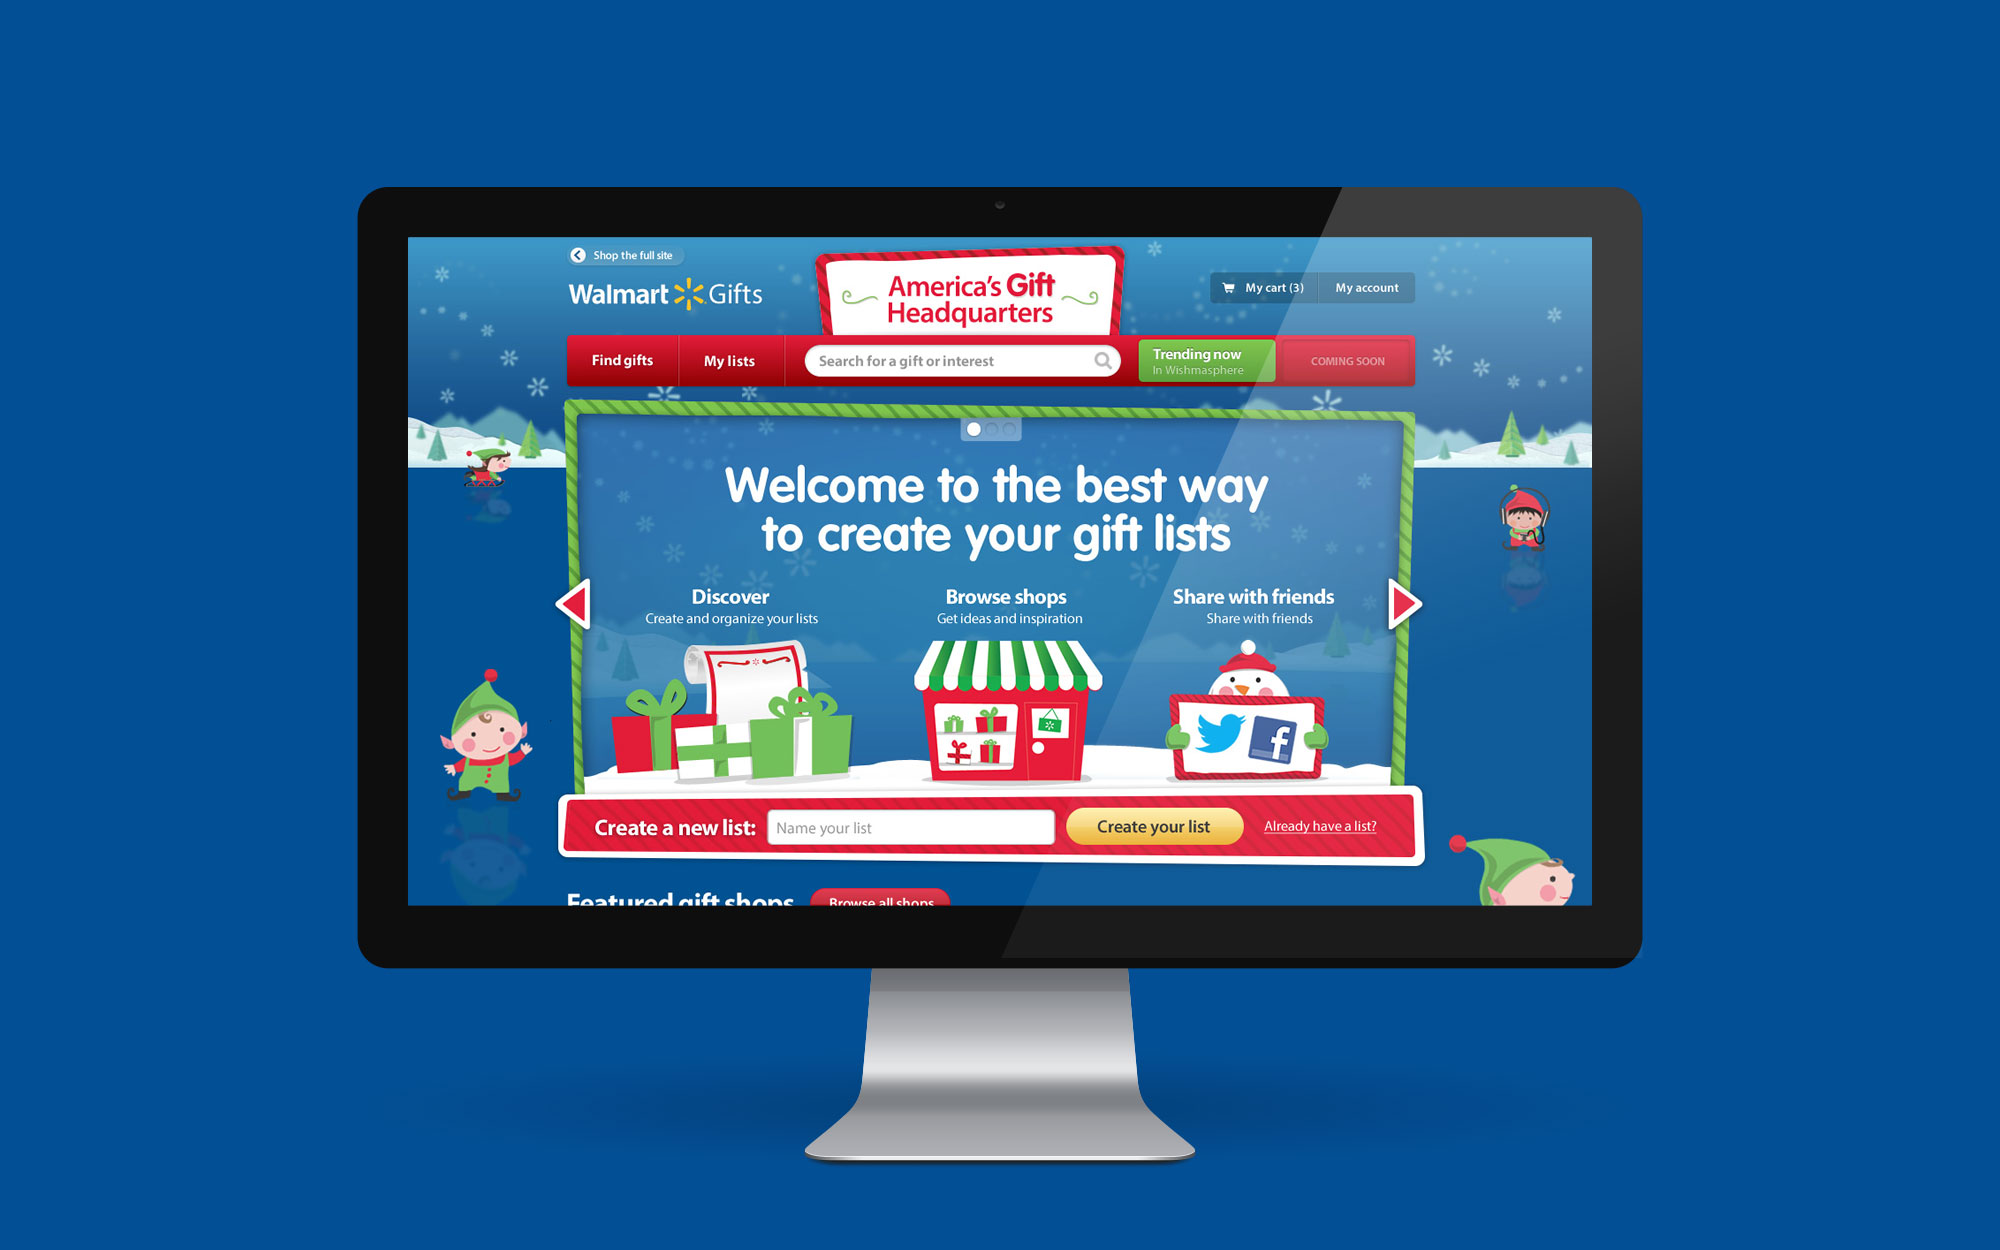 Shop the full site
Walmart Gifts
America's Gift
Headquarters
My cart (3)
My account
Find gifts
My lists
Search for a gift or interest
Trending now
In Wishmasphere
COMING SOON
Welcome to the best way
to create your gift lists
Discover
Create and organize your lists
Browse shops
Get ideas and inspiration
Share with friends
Share with friends
f
Create a new list:
Name your list
Create your list
Already have a list?
Featured gift shops
Browse all shops